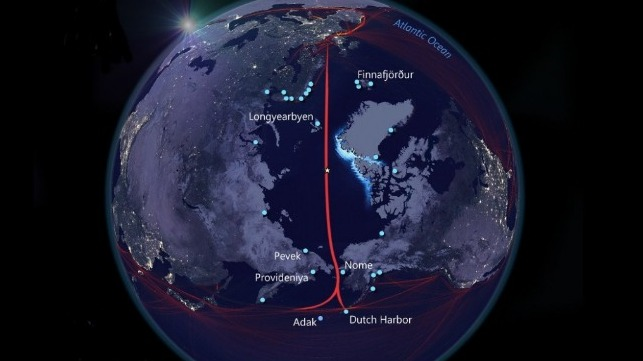 Atlantic Ocean
Finnafjörður
Longyearbyen
Pevek
Nome
Provideniya
Adak
Dutch Harbor